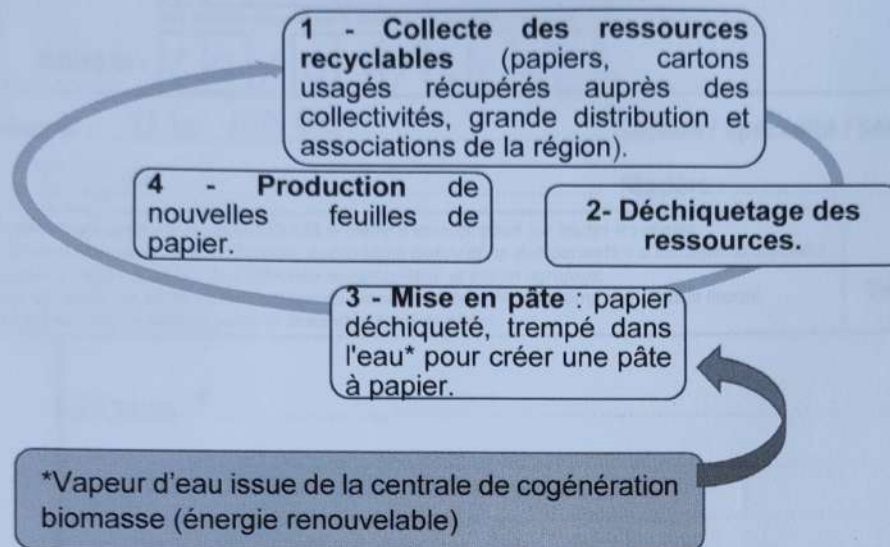 1 - Collecte des ressources
recyclables (papiers, cartons
usagés récupérés auprès des
collectivités, grande distribution et
associations de la région).
2- Déchiquetage des
ressources.
3 - Mise en pâte : papier
déchiqueté, trempé dans
l'eau* pour créer une pâte
à papier.
4 - Production de
nouvelles feuilles de
papier.
*Vapeur d'eau issue de la centrale de cogénération
biomasse (énergie renouvelable)